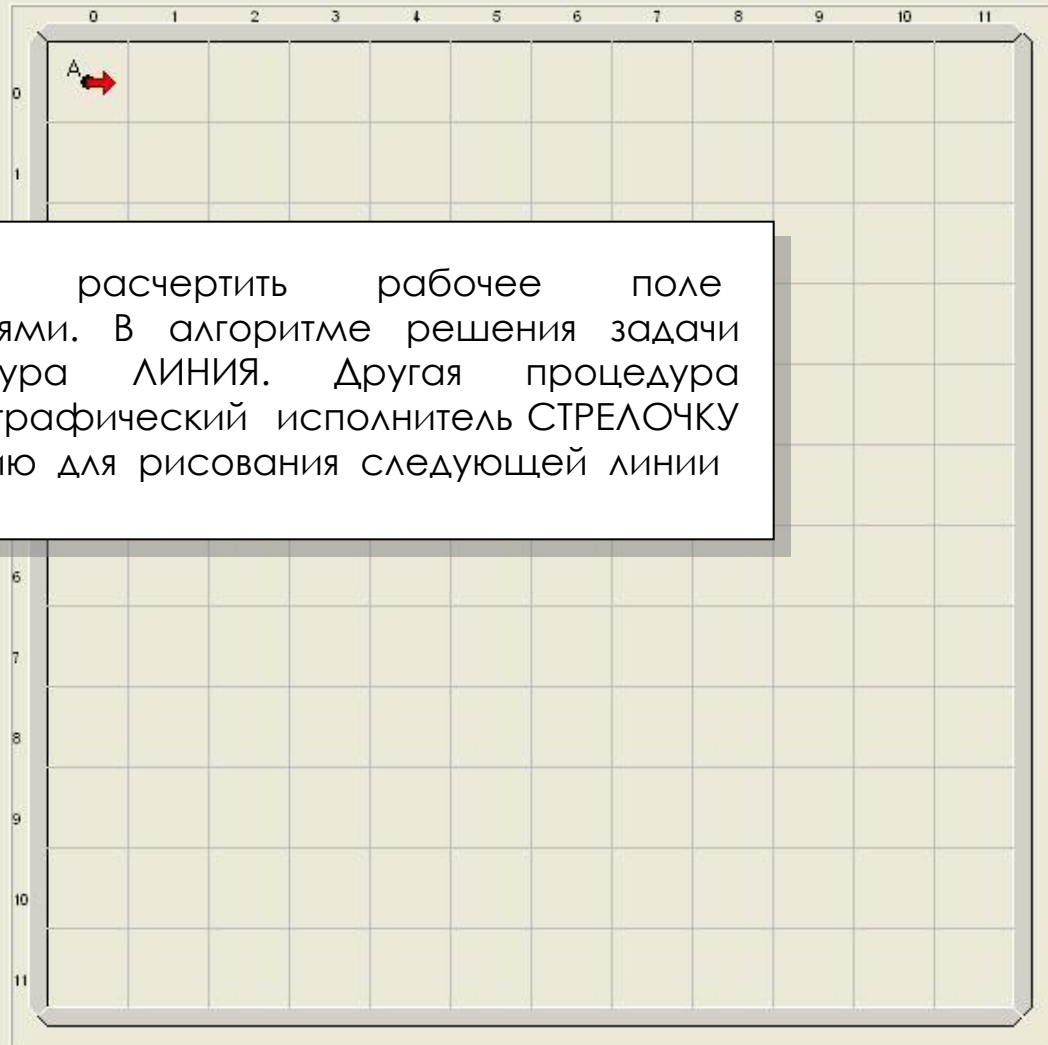 0 1 2 3 4 5 6 7 8 9 10 11
A
0
1
расчертить рабочее поле
ями. В алгоритме решения задачи
ура ЛИНИЯ. Другая процедура
графический исполнитель СТРЕЛОЧКУ
ию для рисования следующей линии
6
7
8
9
10
11